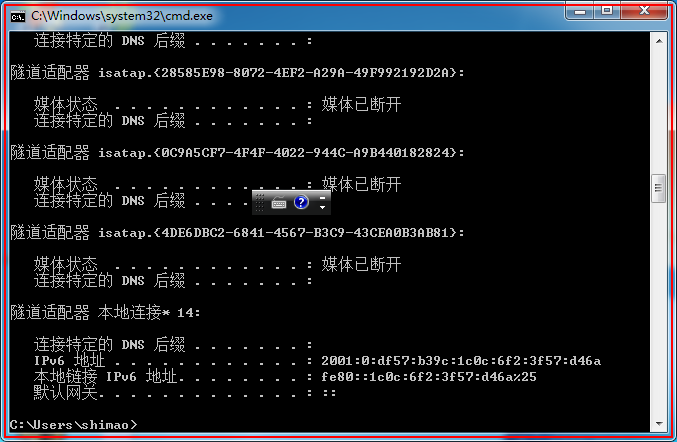 C:\Windows\system32\cmd.exe
连接特定的 DNS 后缀 . . . . . . . :
隧道适配器 isatap.{28585E98-8072-4EF2-A29A-49F992192D2A}:
媒体状态  . . . . . . . . . . . . : 媒体已断开
连接特定的 DNS 后缀 . . . . . . . :
隧道适配器 isatap.{0C9A5CF7-4F4F-4022-944C-A9B440182824}:
媒体状态  . . . . . . . . . . . . : 媒体已断开
连接特定的 DNS 后缀 . . . .
隧道适配器 isatap.{4DE6DBC2-6841-4567-B3C9-43CEA0B3AB81}:
媒体状态  . . . . . . . . . . . . : 媒体已断开
连接特定的 DNS 后缀 . . . . . . . :
隧道适配器 本地连接* 14:
连接特定的 DNS 后缀 . . . . . . . :
IPv6 地址 . . . . . . . . . . . . : 2001:0:df57:b39c:1c0c:6f2:3f57:d46a
本地链接 IPv6 地址. . . . . . . . : fe80::1c0c:6f2:3f57:d46a%25
默认网关. . . . . . . . . . . . . : ::
C:\Users\shimao>